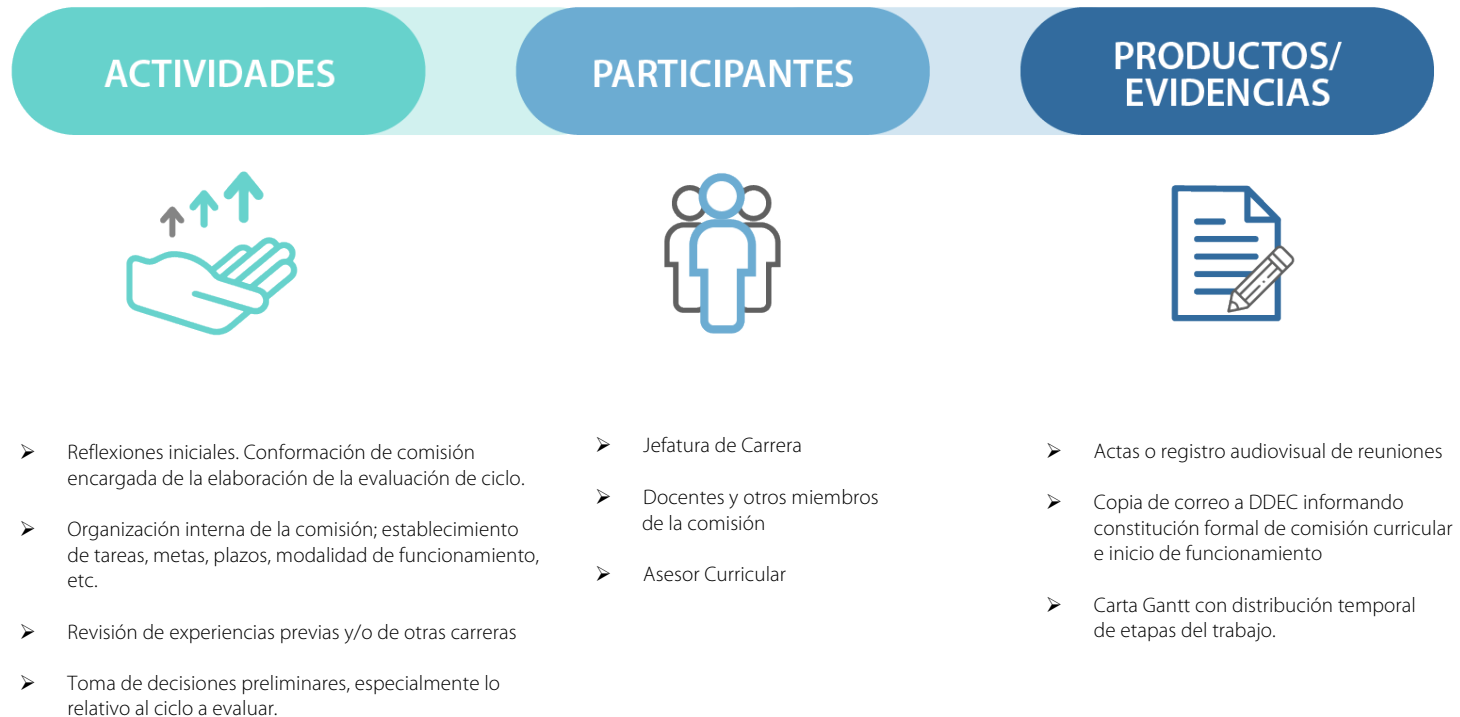 ACTIVIDADES
PARTICIPANTES
PRODUCTOS/
EVIDENCIAS
➢ Reflexiones iniciales. Conformación de comisión
encargada de la elaboración de la evaluación de ciclo.
➢ Organización interna de la comisión; establecimiento
de tareas, metas, plazos, modalidad de funcionamiento,
etc.
➢ Revisión de experiencias previas y/o de otras carreras
➢ Toma de decisiones preliminares, especialmente lo
relativo al ciclo a evaluar.
➢ Jefatura de Carrera
➢ Docentes y otros miembros
de la comisión
➢ Asesor Curricular
➢ Actas o registro audiovisual de reuniones
➢ Copia de correo a DDEC informando
constitución formal de comisión curricular
e inicio de funcionamiento
➢ Carta Gantt con distribución temporal
de etapas del trabajo.